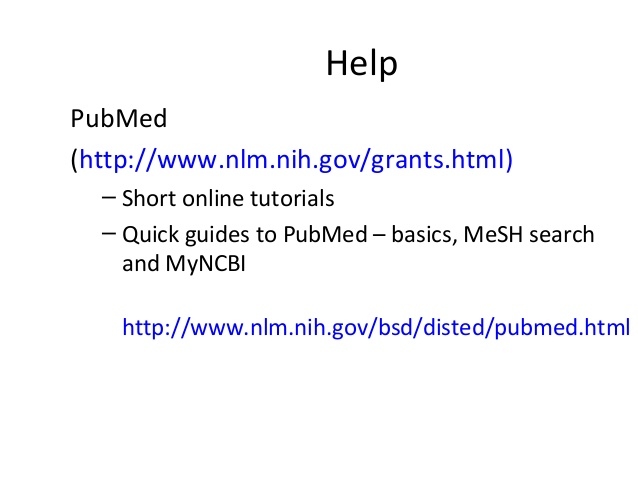 Help
PubMed
(http://www.nlm.nih.gov/grants.html)
– Short online tutorials
– Quick guides to PubMed – basics, MeSH search
and MyNCBI
http://www.nlm.nih.gov/bsd/disted/pubmed.html